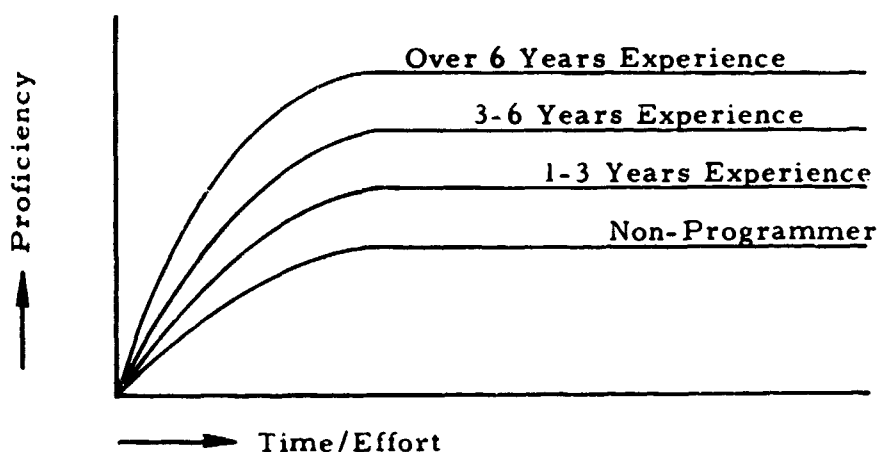 Over 6 Years Experience
3-6 Years Experience
1-3 Years Experience
Non-Programmer
Proficiency
Time/Effort